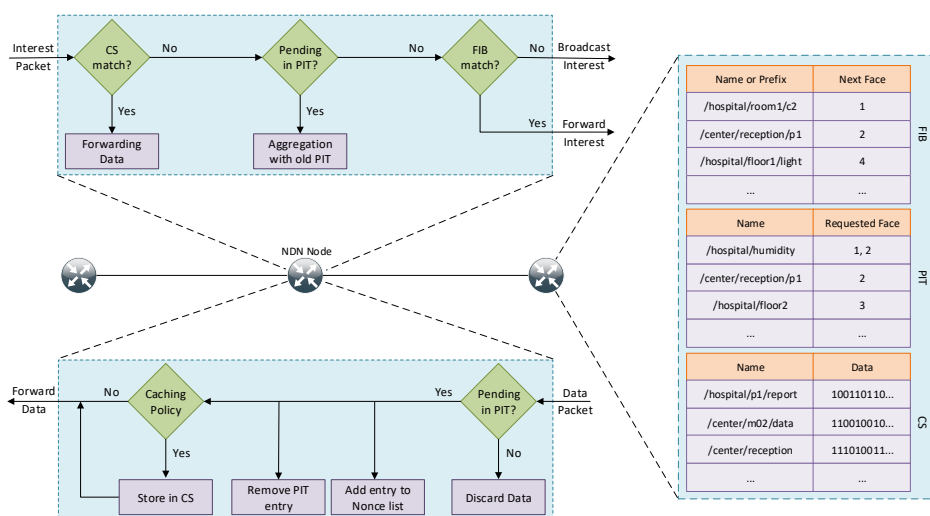 Interest
Packet
CS
match?
No
Pending
in PIT?
No
FIB
match?
No
Broadcast
Interest
Yes
Yes
Yes
Forward
Interest
Forwarding
Data
Aggregation
with old PIT
NDN Node
Forward
Data
No
Caching
Policy
Yes
Pending
in PIT?
Data
Packet
Yes
No
Store in CS
Remove PIT
entry
Add entry to
Nonce list
Discard Data
Name or Prefix Next Face
/hospital/room1/c2 1
/center/reception/p1 2
/hospital/floor1/light 4
... ...
FIB
Name Requested Face
/hospital/humidity 1, 2
/center/reception/p1 2
/hospital/floor2 3
... ...
PIT
Name Data
/hospital/p1/report 100110110...
/center/m02/data 110010010...
/center/reception 111010011...
... ...
CS